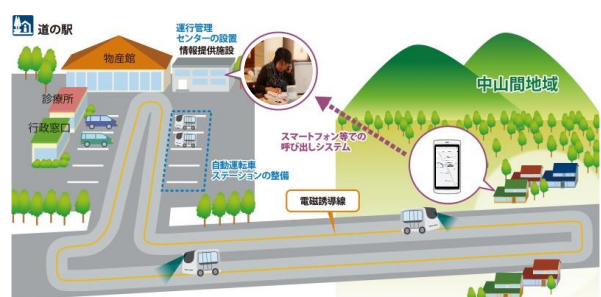 道の駅
運行管理
センターの設置
情報提供施設
物産館
診療所
行政窓口
自動運転車
ステーションの整備
スマートフォン等での
呼び出しシステム
中山間地域
電磁誘導線